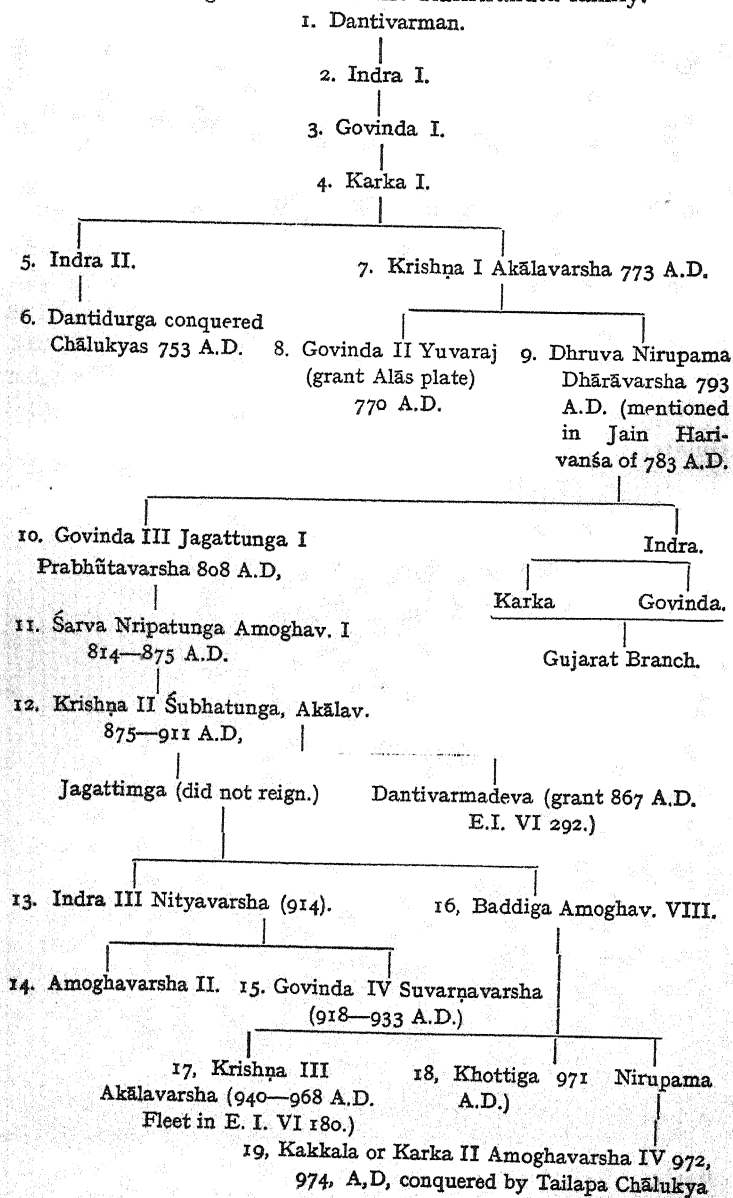 1. Dantivarman.
2. Indra I.
3. Govinda I.
4. Karka I.
5. Indra II.
7. Krishṇa I Akālavarsha 773 A.D.
6. Dantidurga conquered
Chālukyas 753 A.D.
8. Govinda II Yuvaraj
(grant Alās plate)
770 A.D.
9. Dhruva Nirupama
Dhārāvarsha 793
A.D. (mentioned
in Jain Hari-
vanśa of 783 A.D.
10. Govinda III Jagattunga I
Prabhūtavarsha 808 A.D,
Indra.
Karka Govinda.
Gujarat Branch.
11. Śarva Nripatunga Amoghav. I
814—875 A.D.
12. Krishṇa II Śubhatunga, Akālav.
875—911 A.D,
Jagattimga (did not reign.)
Dantivarmadeva (grant 867 A.D.
E.I. VI 292.)
13. Indra III Nityavarsha (914).
16, Baddiga Amoghav. VIII.
14. Amoghavarsha II.
15. Govinda IV Suvarṇavarsha
(918—933 A.D.)
17, Krishṇa III
Akālavarsha (940—968 A.D.
Fleet in E. I. VI 180.)
18, Khottiga 971
A.D.)
Nirupama
19, Kakkala or Karka II Amoghavarsha IV 972,
974, A,D, conquered by Tailapa Chālukya